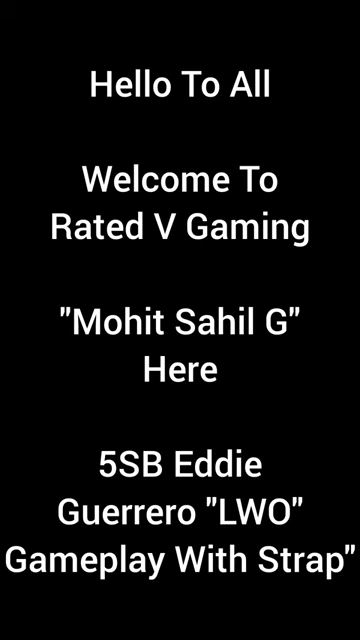 Hello To All
Welcome To
Rated V Gaming
"Mohit Sahil G"
Here
5SB Eddie
Guerrero "LWO"
Gameplay With Strap"